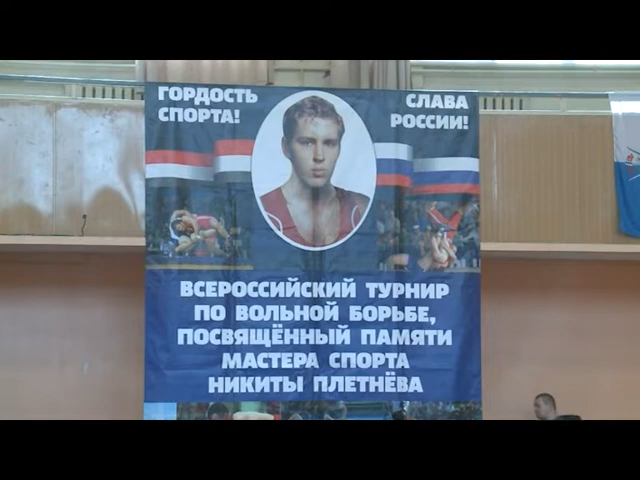 ГОРДОСТЬ
СПОРТА!
СЛАВА
РОССИИ!
ВСЕРОССИЙСКИЙ ТУРНИР
ПО ВОЛЬНОЙ БОРЬБЕ,
ПОСВЯЩЁННЫЙ ПАМЯТИ
МАСТЕРА СПОРТА
НИКИТЫ ПЛЕТНЁВА